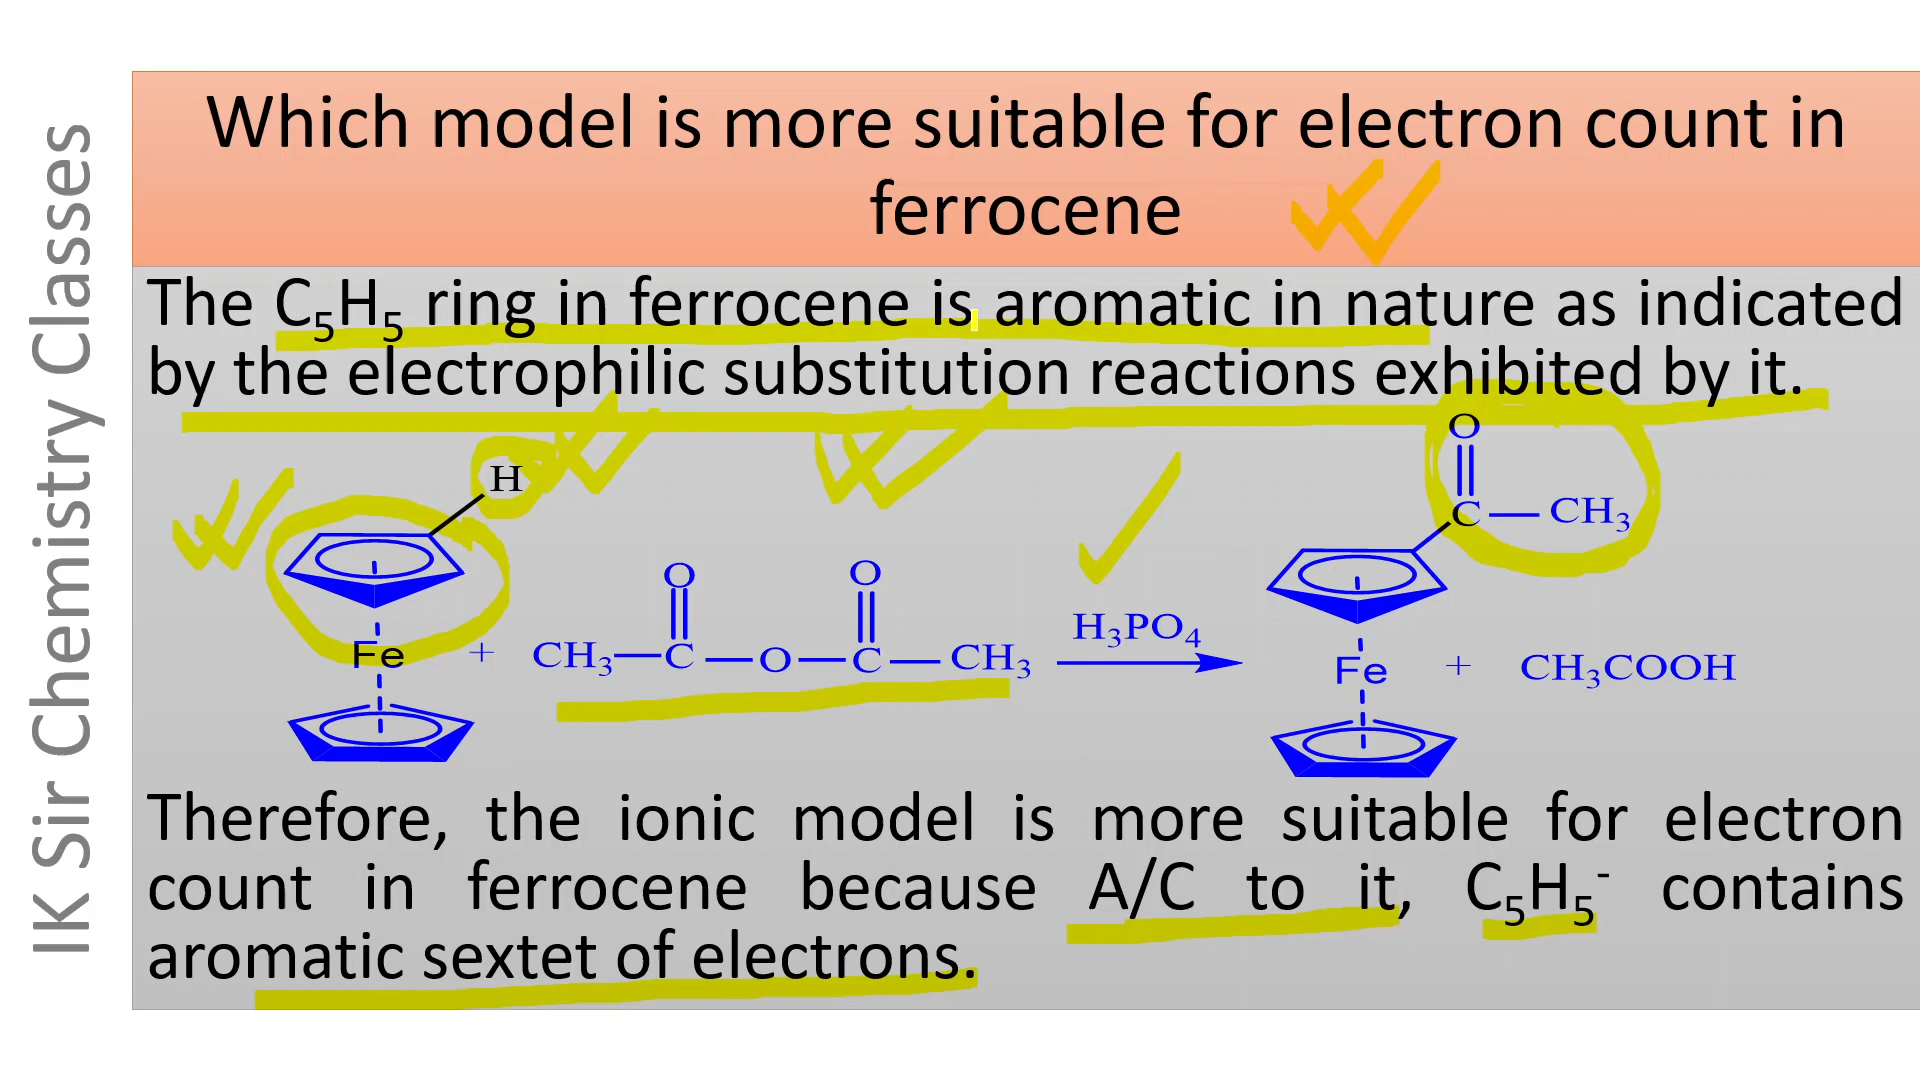 IK Sir Chemistry Classes
Which model is more suitable for electron count in
ferrocene
The C₅H₅ ring in ferrocene is aromatic in nature as indicated
by the electrophilic substitution reactions exhibited by it.
H
Fe
+
O
O
CH₃—C—O—C—CH₃
H₃PO₄
O
C—CH₃
Fe
+
CH₃COOH
Therefore, the ionic model is more suitable for electron
count in ferrocene because A/C to it, C₅H₅⁻ contains
aromatic sextet of electrons.